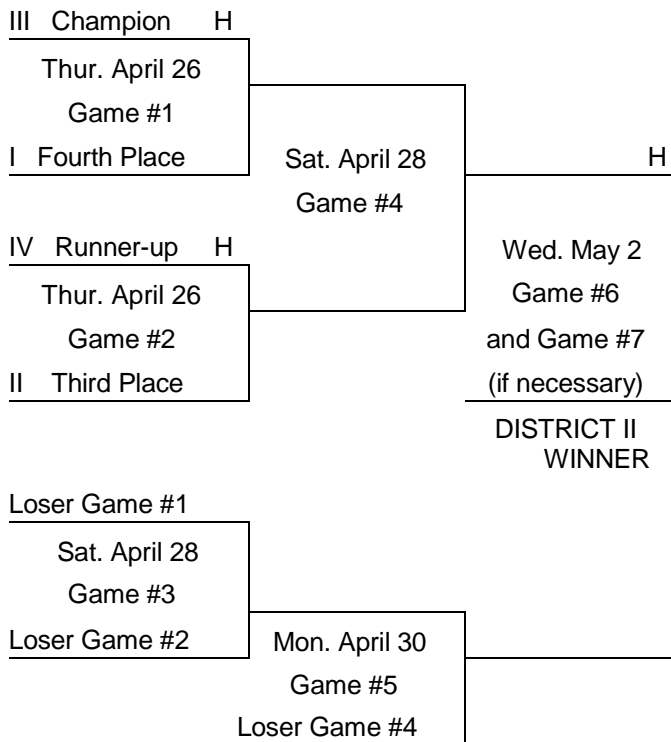 III Champion H
Thur. April 26
Game #1
I Fourth Place
Sat. April 28
Game #4
H
IV Runner-up H
Thur. April 26
Game #2
II Third Place
Wed. May 2
Game #6
and Game #7
(if necessary)
DISTRICT II
WINNER
Loser Game #1
Sat. April 28
Game #3
Loser Game #2
Mon. April 30
Game #5
Loser Game #4